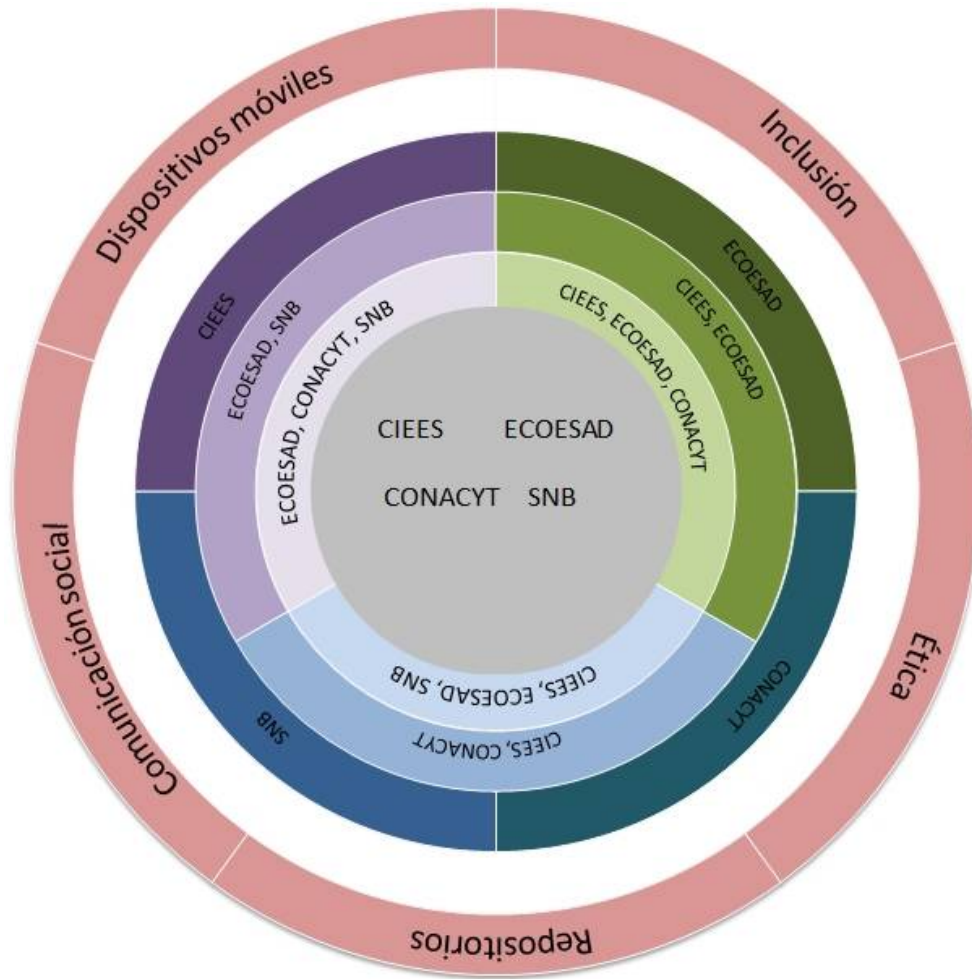 Dispositivos móviles
Inclusión
Ética
Repositorios
Comunicación social
CIEES
ECOESAD
CONACYT
SNB
ECOESAD, SNB
CIEES, ECOESAD
CIEES, CONACYT
ECOESAD, CONACYT, SNB
CIEES, ECOESAD, CONACYT
CIEES, ECOESAD, SNB
CIEES ECOESAD
CONACYT SNB